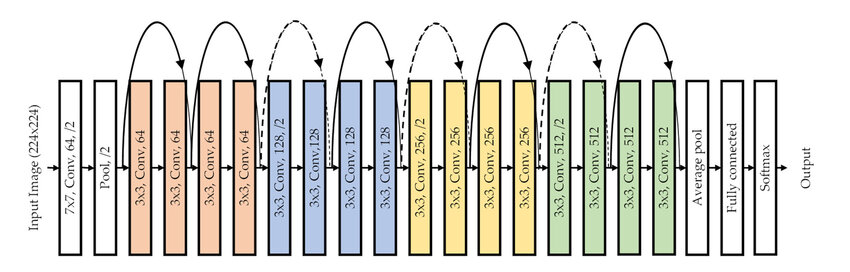 Input Image (224x224)
7x7, Conv, 64, /2
Pool, /2
3x3, Conv, 64
3x3, Conv, 64
3x3, Conv, 64
3x3, Conv, 64
3x3, Conv, 128, /2
3x3, Conv,128
3x3, Conv, 128
3x3, Conv, 128
3x3, Conv, 256, /2
3x3, Conv, 256
3x3, Conv, 256
3x3, Conv, 256
3x3, Conv, 512, /2
3x3, Conv, 512
3x3, Conv, 512
3x3, Conv, 512
Average pool
Fully connected
Softmax
Output